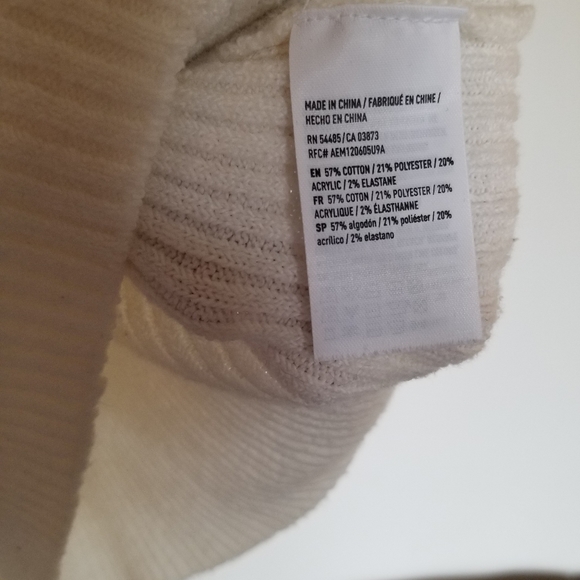 MADE IN CHINA / FABRIQUÉ EN CHINE /
HECHO EN CHINA
RN 54485 / CA 03873
RFC# AEM120605U9A
EN 57% COTTON / 21% POLYESTER / 20%
ACRYLIC / 2% ELASTANE
FR 57% COTON / 21% POLYESTER / 20%
ACRYLIQUE / 2% ÉLASTHANNE
SP 57% algodón / 21% poliéster / 20%
acrílico / 2% elastano